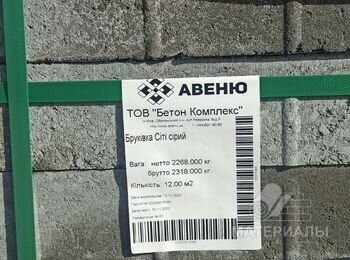 АВЕНЮ
ТОВ "Бетон Комплекс"
Бруківка Сіті сірий
Вага: нетто 2268,000 кг.
брутто 2318,000 кг.
Кількість: 12,00 м2
МАТЕРИАЛЫ